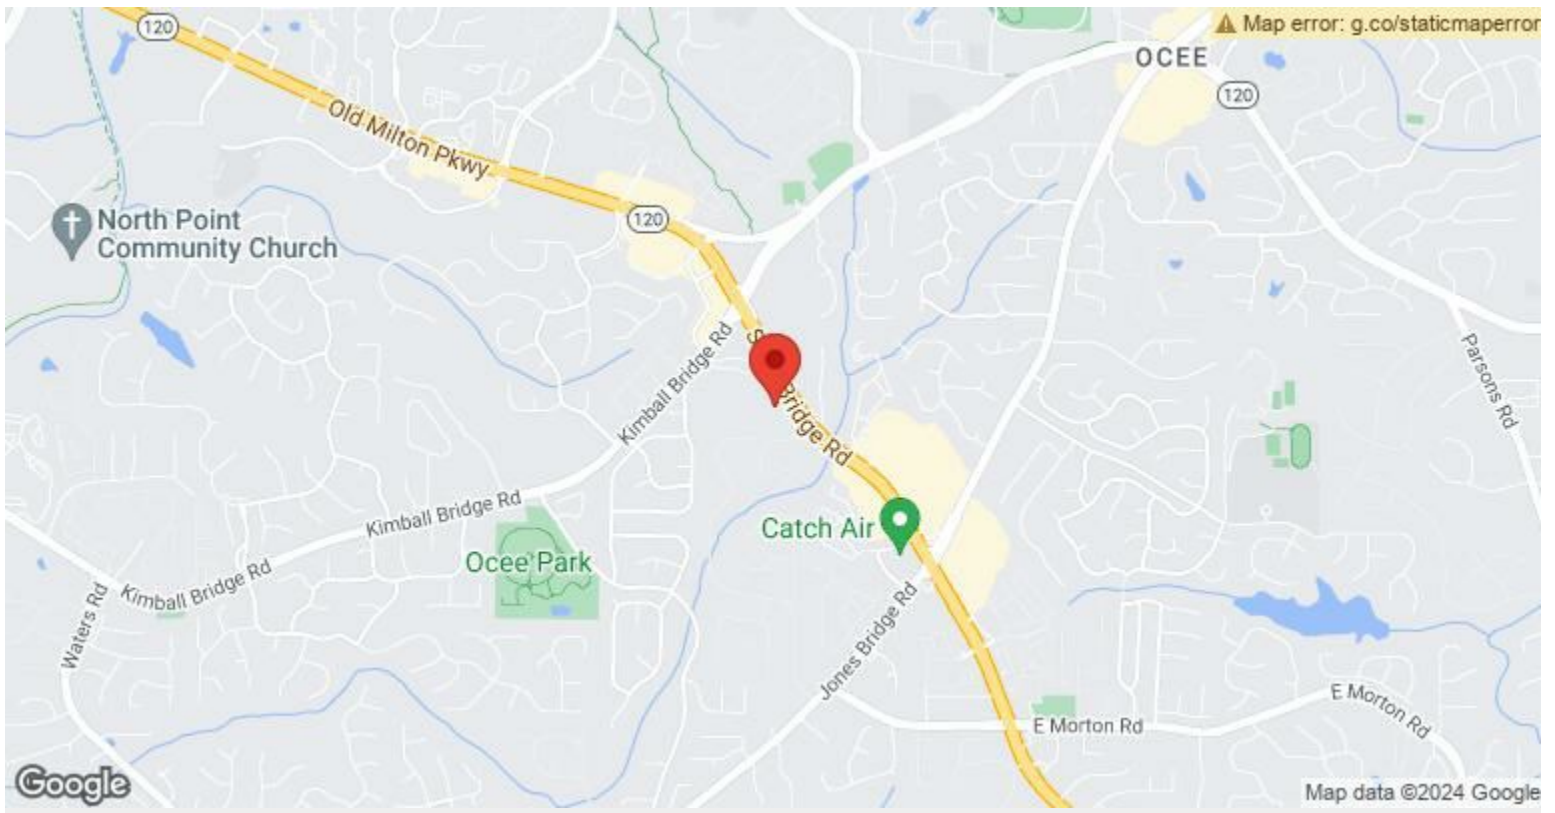 120
Map error: g.co/staticmaperror
OCEE
120
Old Milton Pkwy
North Point
Community Church
120
S
Bridge Rd
Kimball Bridge Rd
Parsons Rd
Kimball Bridge Rd
Catch Air
Ocee Park
Kimball Bridge Rd
Waters Rd
Jones Bridge Rd
E Morton Rd
E Morton Rd
Google
Map data ©2024 Google